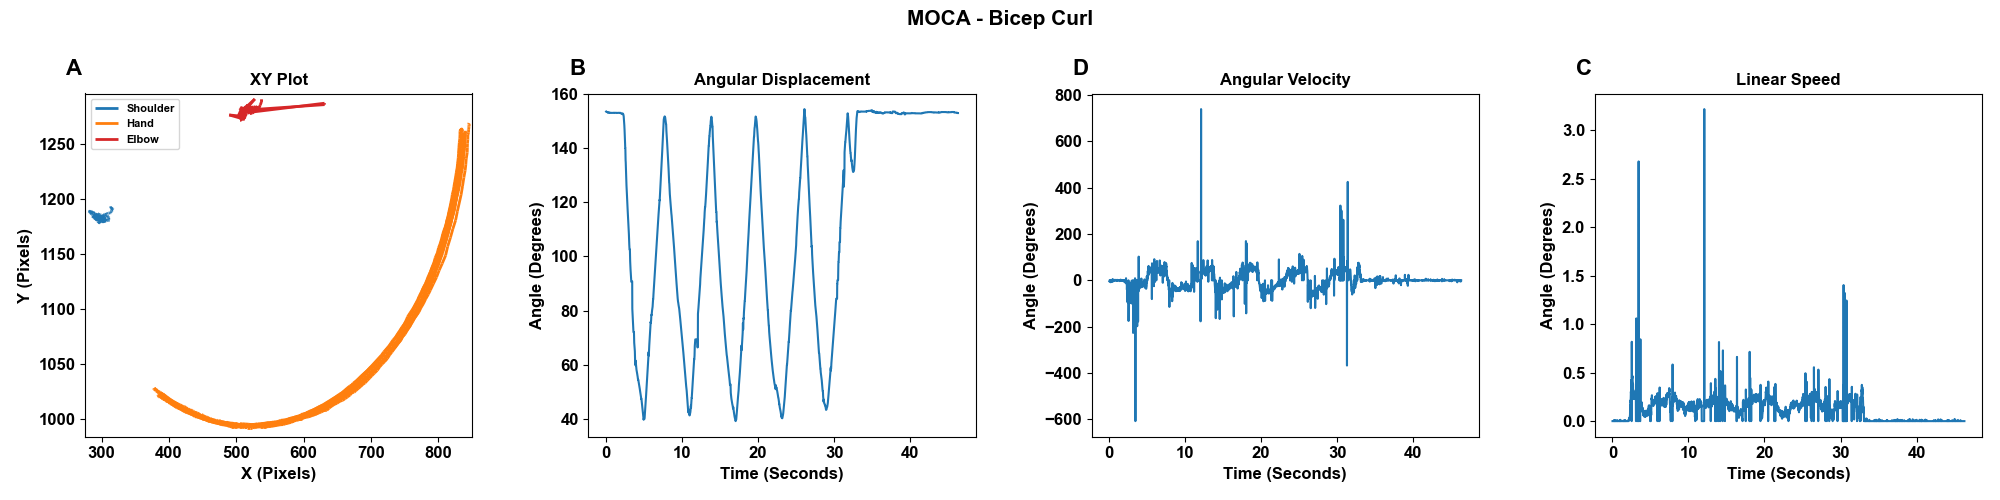 MOCA - Bicep Curl
A
XY Plot
Shoulder
Hand
Elbow
Y (Pixels)
1250
1200
1150
1100
1050
1000
300 400 500 600 700 800
X (Pixels)
B
Angular Displacement
Angle (Degrees)
160
140
120
100
80
60
40
0 10 20 30 40
Time (Seconds)
D
Angular Velocity
Angle (Degrees)
800
600
400
200
0
−200
−400
−600
0 10 20 30 40
Time (Seconds)
C
Linear Speed
Angle (Degrees)
3.0
2.5
2.0
1.5
1.0
0.5
0.0
0 10 20 30 40
Time (Seconds)